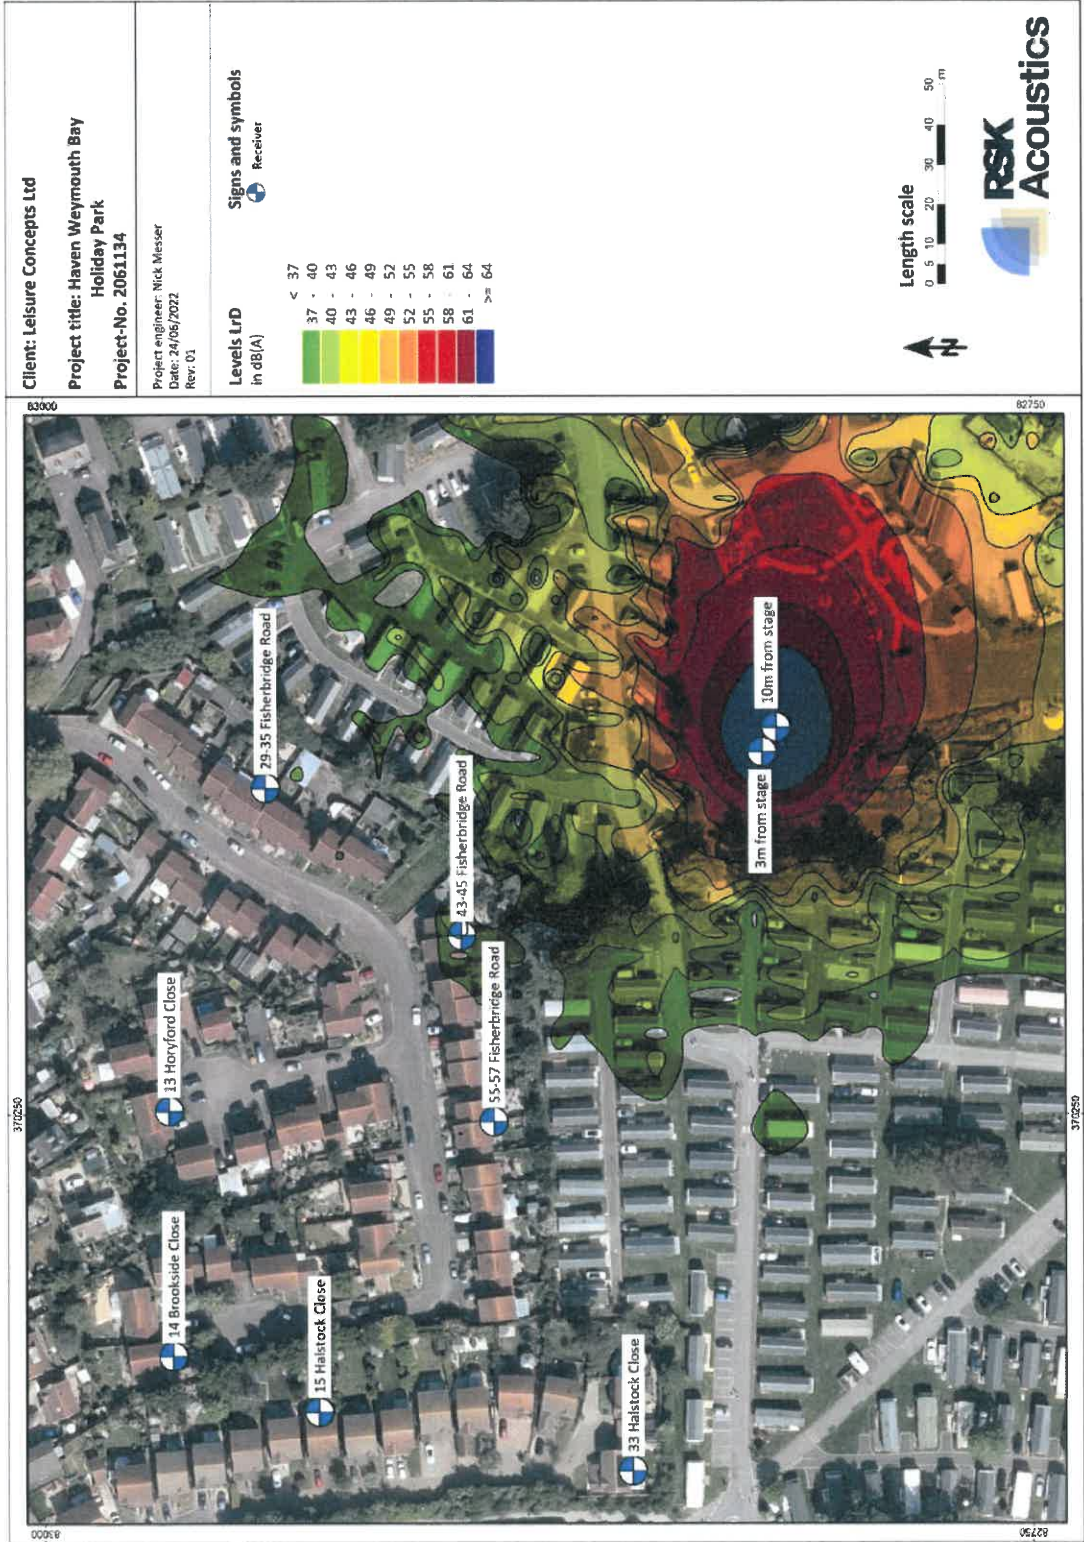 Client: Leisure Concepts Ltd
Project title: Haven Weymouth Bay
Holiday Park
Project-No. 2061134
Project engineer: Nick Messer
Date: 24/06/2022
Rev: 01
Levels LrD
in dB(A)
< 37
37 - 40
40 - 43
43 - 46
46 - 49
49 - 52
52 - 55
55 - 58
58 - 61
61 - 64
>= 64
Signs and symbols
Receiver
Length scale
0 5 10 20 30 40 50
m
N
RSK
Acoustics
370250
83000
83000
14 Brookside Close
13 Horyford Close
29-35 Fisherbridge Road
15 Halstock Close
43-45 Fisherbridge Road
55-57 Fisherbridge Road
33 Halstock Close
3m from stage
10m from stage
82750
82750
370250